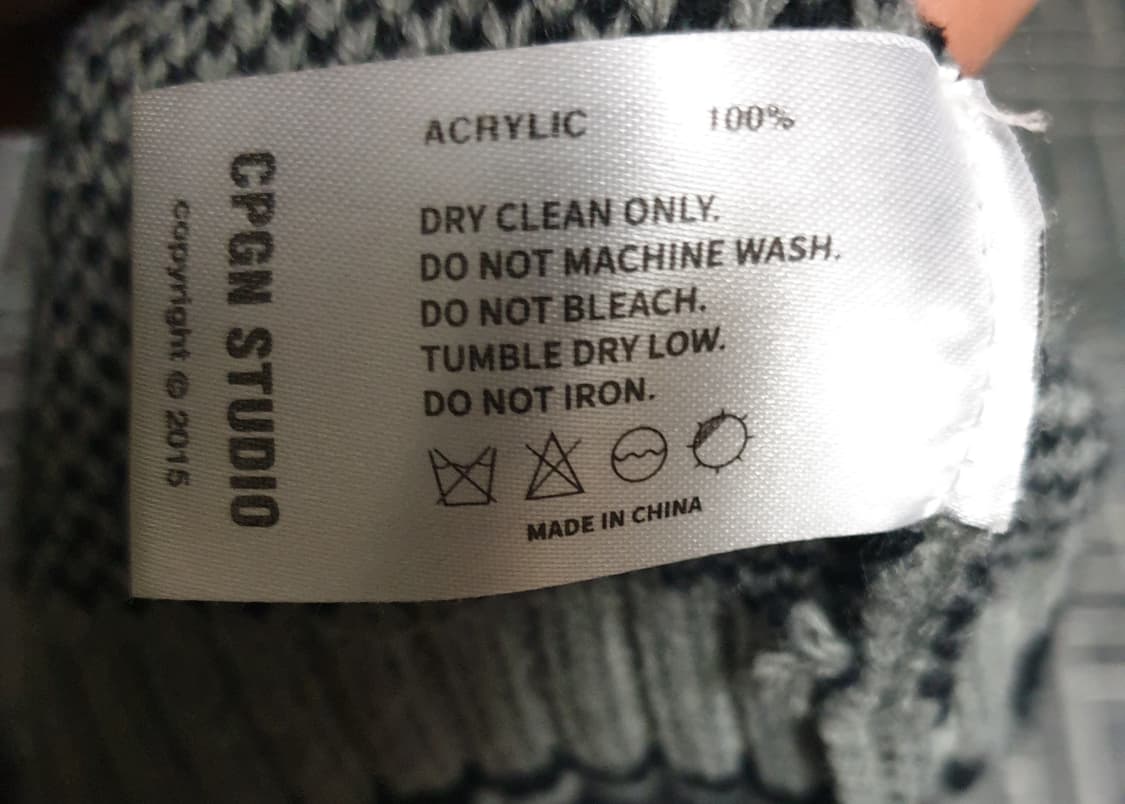 ACRYLIC 100%
DRY CLEAN ONLY.
DO NOT MACHINE WASH.
DO NOT BLEACH.
TUMBLE DRY LOW.
DO NOT IRON.
MADE IN CHINA
CPGN STUDIO
copyright © 2015